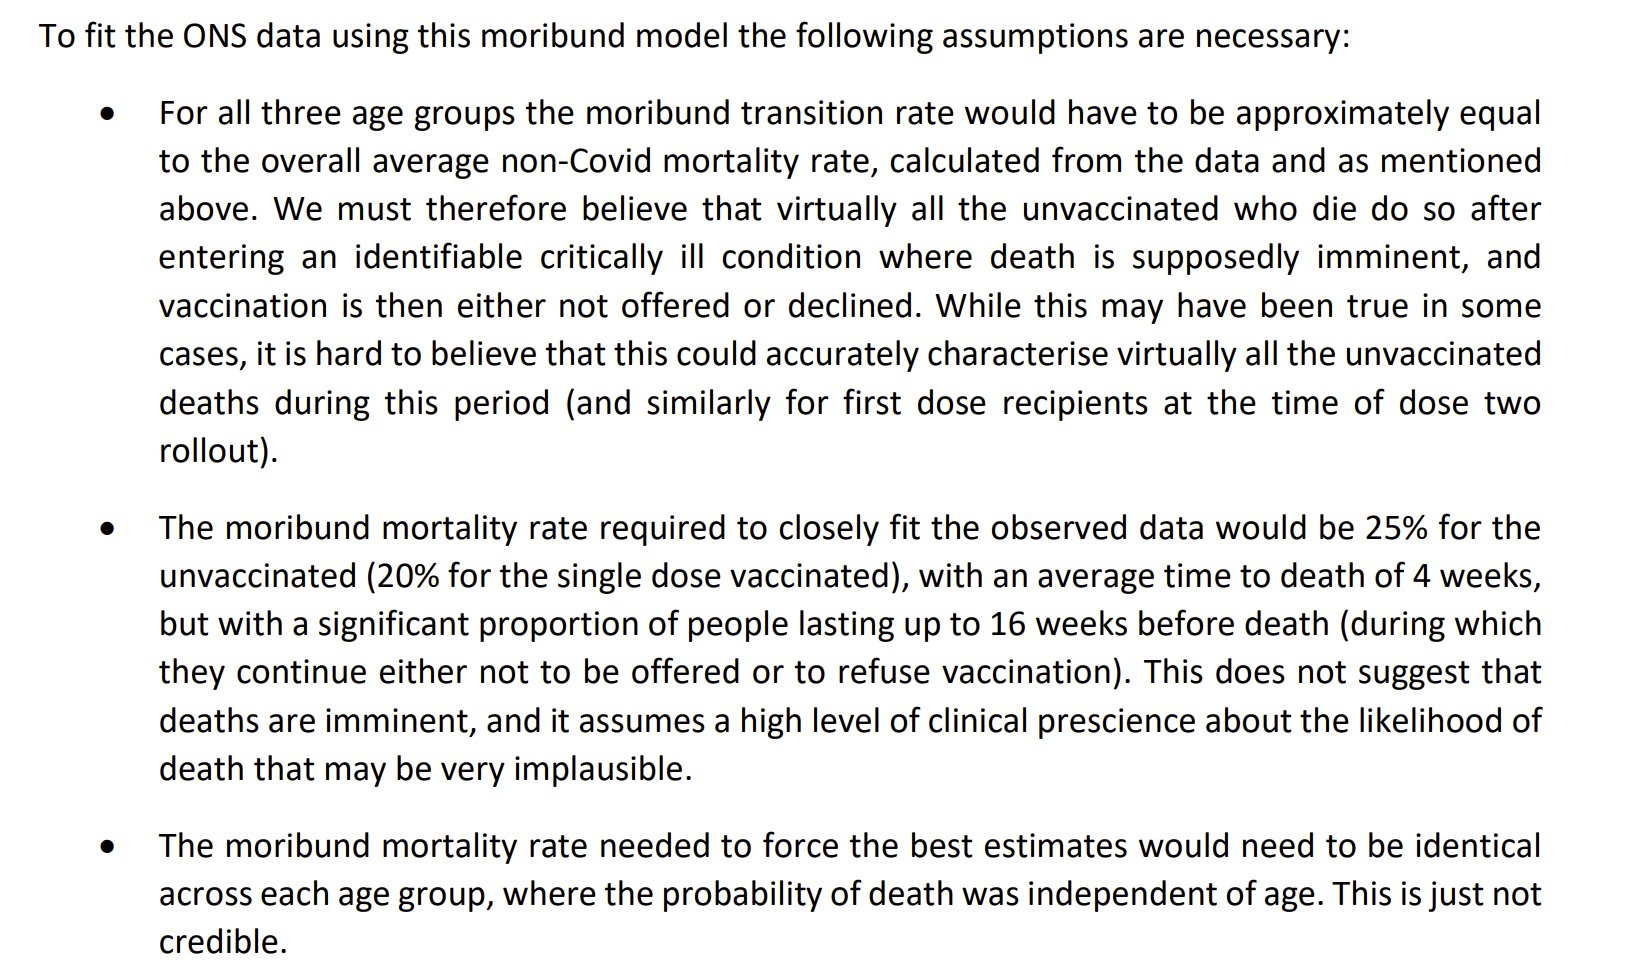 To fit the ONS data using this moribund model the following assumptions are necessary:
• For all three age groups the moribund transition rate would have to be approximately equal
to the overall average non-Covid mortality rate, calculated from the data and as mentioned
above. We must therefore believe that virtually all the unvaccinated who die do so after
entering an identifiable critically ill condition where death is supposedly imminent, and
vaccination is then either not offered or declined. While this may have been true in some
cases, it is hard to believe that this could accurately characterise virtually all the unvaccinated
deaths during this period (and similarly for first dose recipients at the time of dose two
rollout).
• The moribund mortality rate required to closely fit the observed data would be 25% for the
unvaccinated (20% for the single dose vaccinated), with an average time to death of 4 weeks,
but with a significant proportion of people lasting up to 16 weeks before death (during which
they continue either not to be offered or to refuse vaccination). This does not suggest that
deaths are imminent, and it assumes a high level of clinical prescience about the likelihood of
death that may be very implausible.
• The moribund mortality rate needed to force the best estimates would need to be identical
across each age group, where the probability of death was independent of age. This is just not
credible.